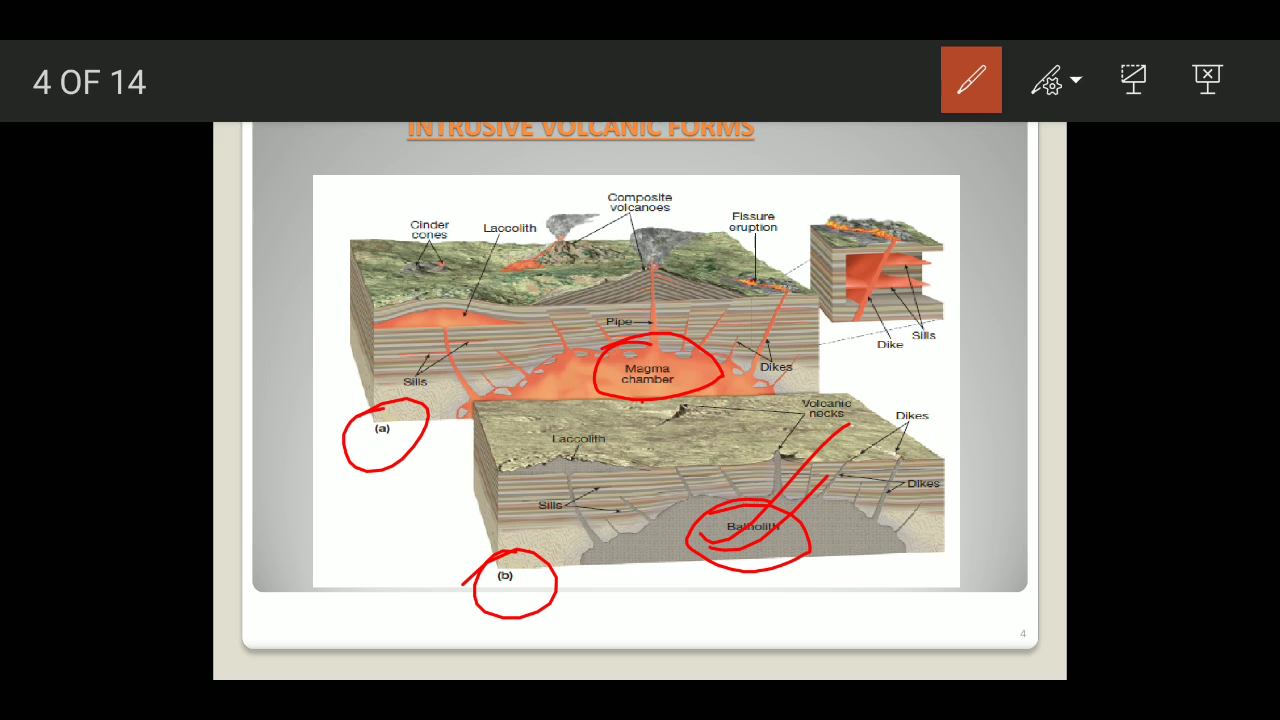 4 OF 14
INTRUSIVE VOLCANIC FORMS
Composite
volcanoes
Cinder
cones
Laccolith
Fissure
eruption
Pipe
Sills
Dike
Magma
chamber
Dikes
Sills
(a)
Volcanic
necks
Dikes
Laccolith
Dikes
Sills
Batholith
(b)
4